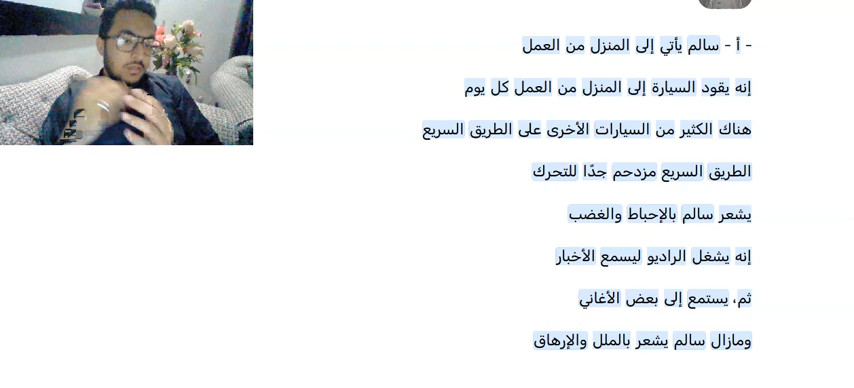 - أ - سالم يأتي إلى المنزل من العمل
إنه يقود السيارة إلى المنزل من العمل كل يوم
هناك الكثير من السيارات الأخرى على الطريق السريع
الطريق السريع مزدحم جدًا للتحرك
يشعر سالم بالإحباط والغضب
إنه يشغل الراديو ليسمع الأخبار
ثم، يستمع إلى بعض الأغاني
ومازال سالم يشعر بالملل والإرهاق